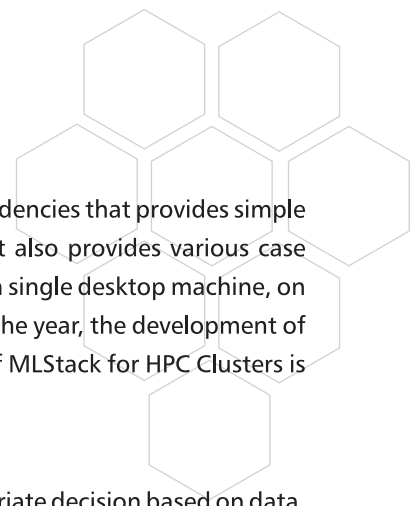 dencies that provides simple
also provides various case
single desktop machine, on
he year, the development of
MLStack for HPC Clusters is
riate decision based on data